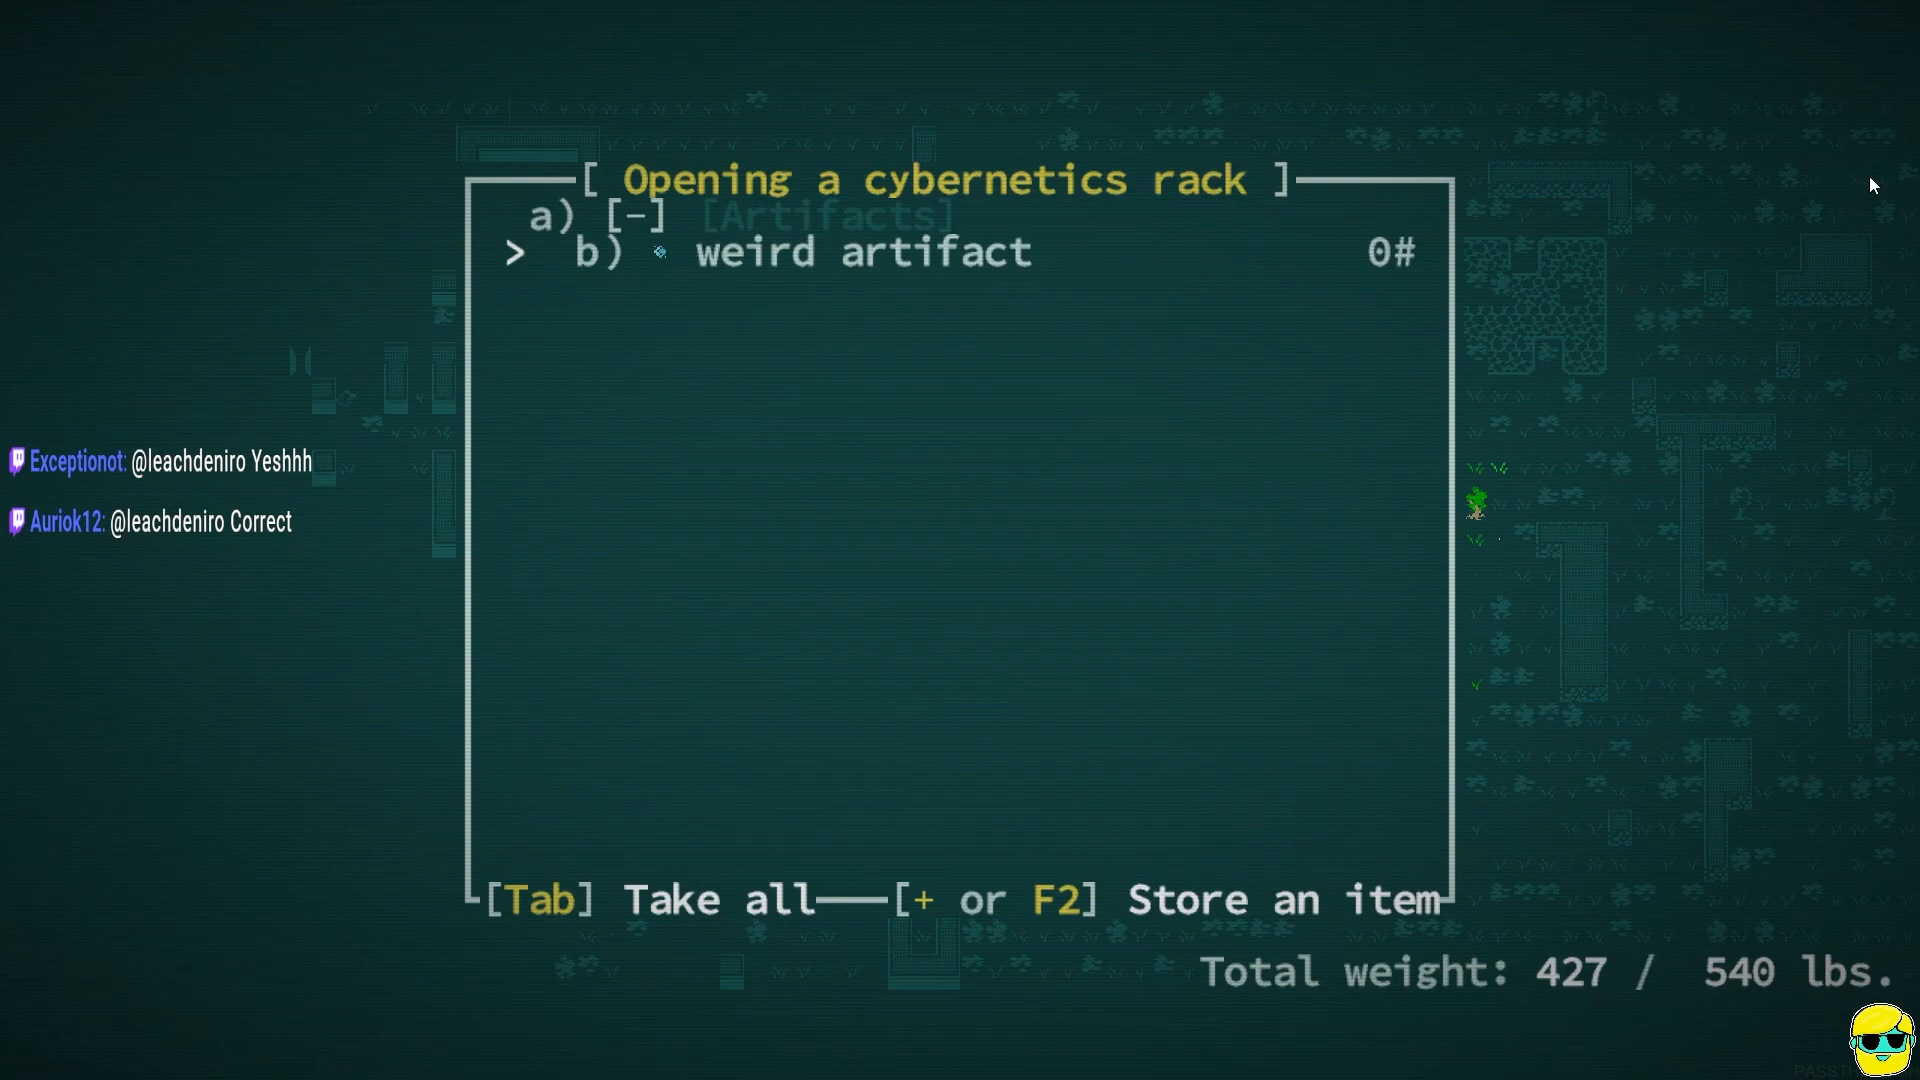 [ Opening a cybernetics rack ]
a) [-] [Artifacts]
> b) weird artifact 0#
Exceptionot: @leachdeniro Yeshhh
Auriok12: @leachdeniro Correct
[Tab] Take all [+ or F2] Store an item
Total weight: 427 / 540 lbs.